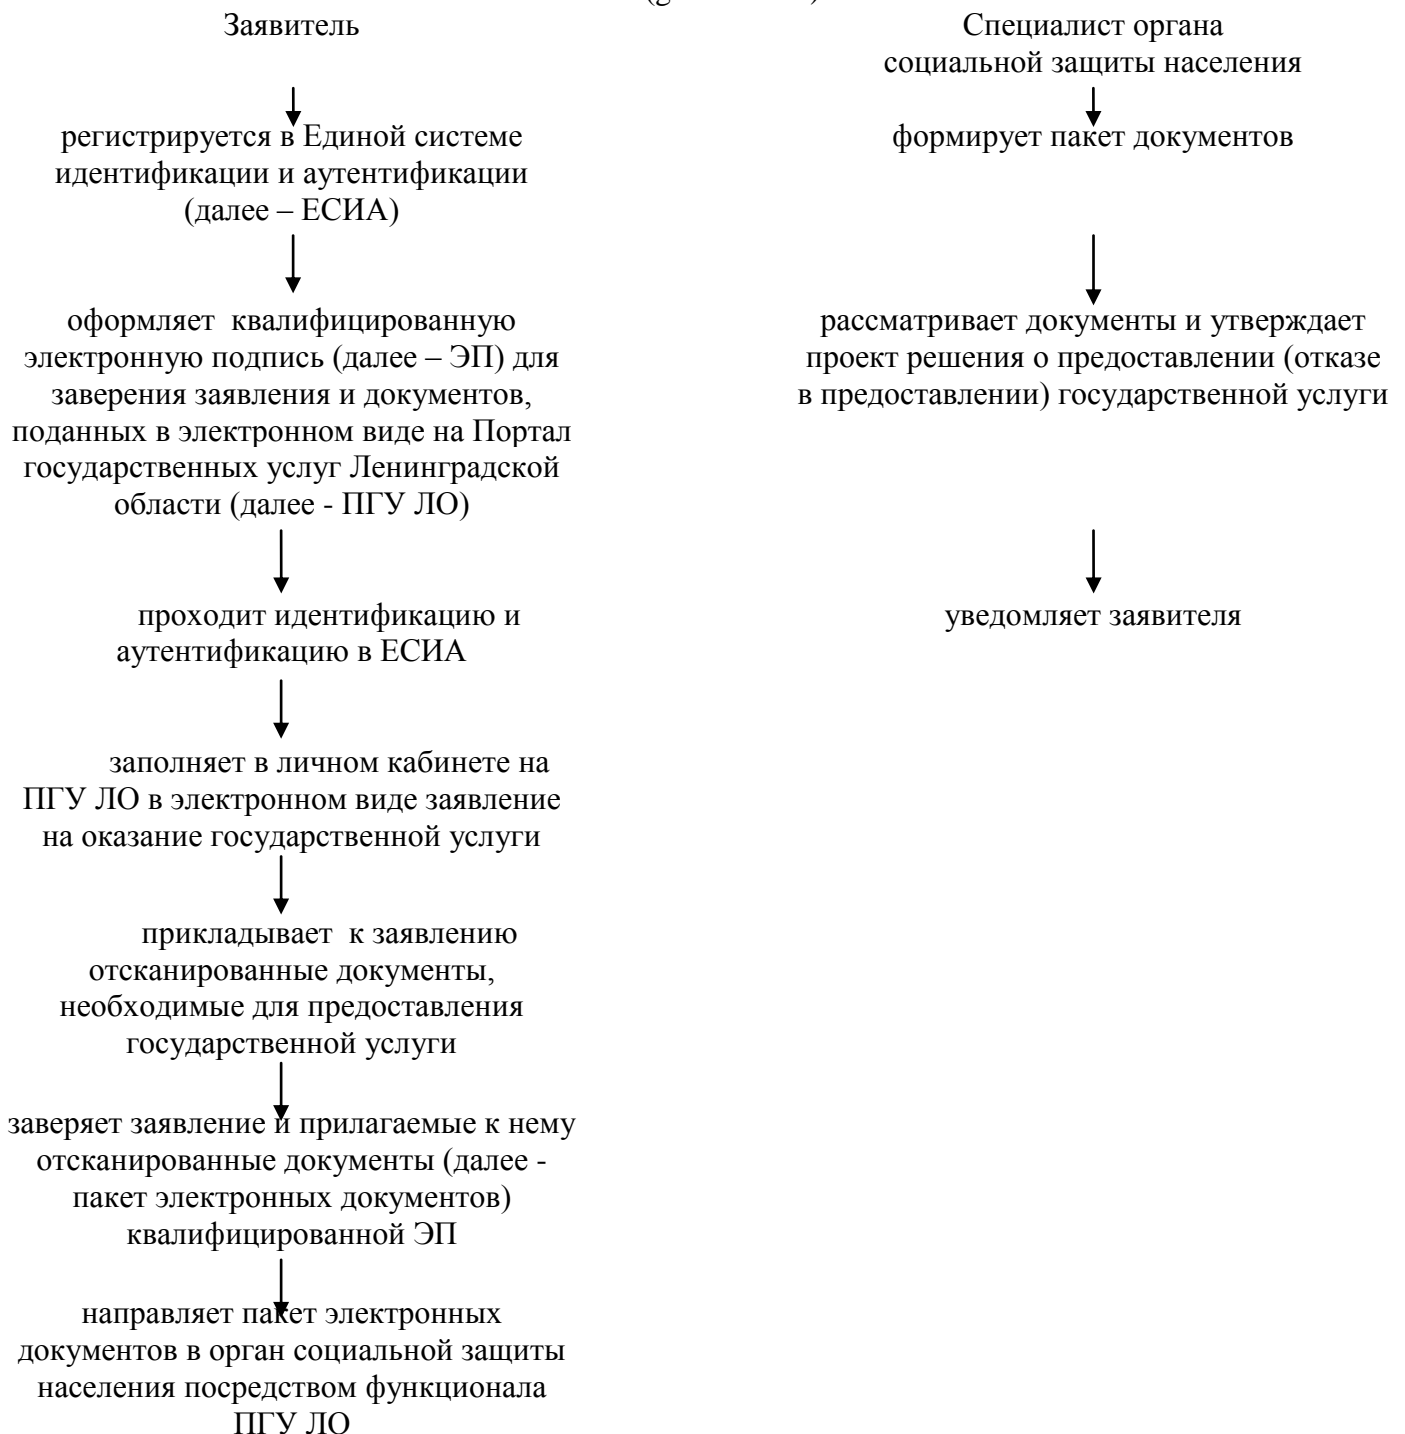 Заявитель
регистрируется в Единой системе
идентификации и аутентификации
(далее – ЕСИА)
оформляет квалифицированную
электронную подпись (далее – ЭП) для
заверения заявления и документов,
поданных в электронном виде на Портал
государственных услуг Ленинградской
области (далее - ПГУ ЛО)
проходит идентификацию и
аутентификацию в ЕСИА
заполняет в личном кабинете на
ПГУ ЛО в электронном виде заявление
на оказание государственной услуги
прикладывает к заявлению
отсканированные документы,
необходимые для предоставления
государственной услуги
заверяет заявление и прилагаемые к нему
отсканированные документы (далее -
пакет электронных документов)
квалифицированной ЭП
направляет пакет электронных
документов в орган социальной защиты
населения посредством функционала
ПГУ ЛО
Специалист органа
социальной защиты населения
формирует пакет документов
рассматривает документы и утверждает
проект решения о предоставлении (отказе
в предоставлении) государственной услуги
уведомляет заявителя